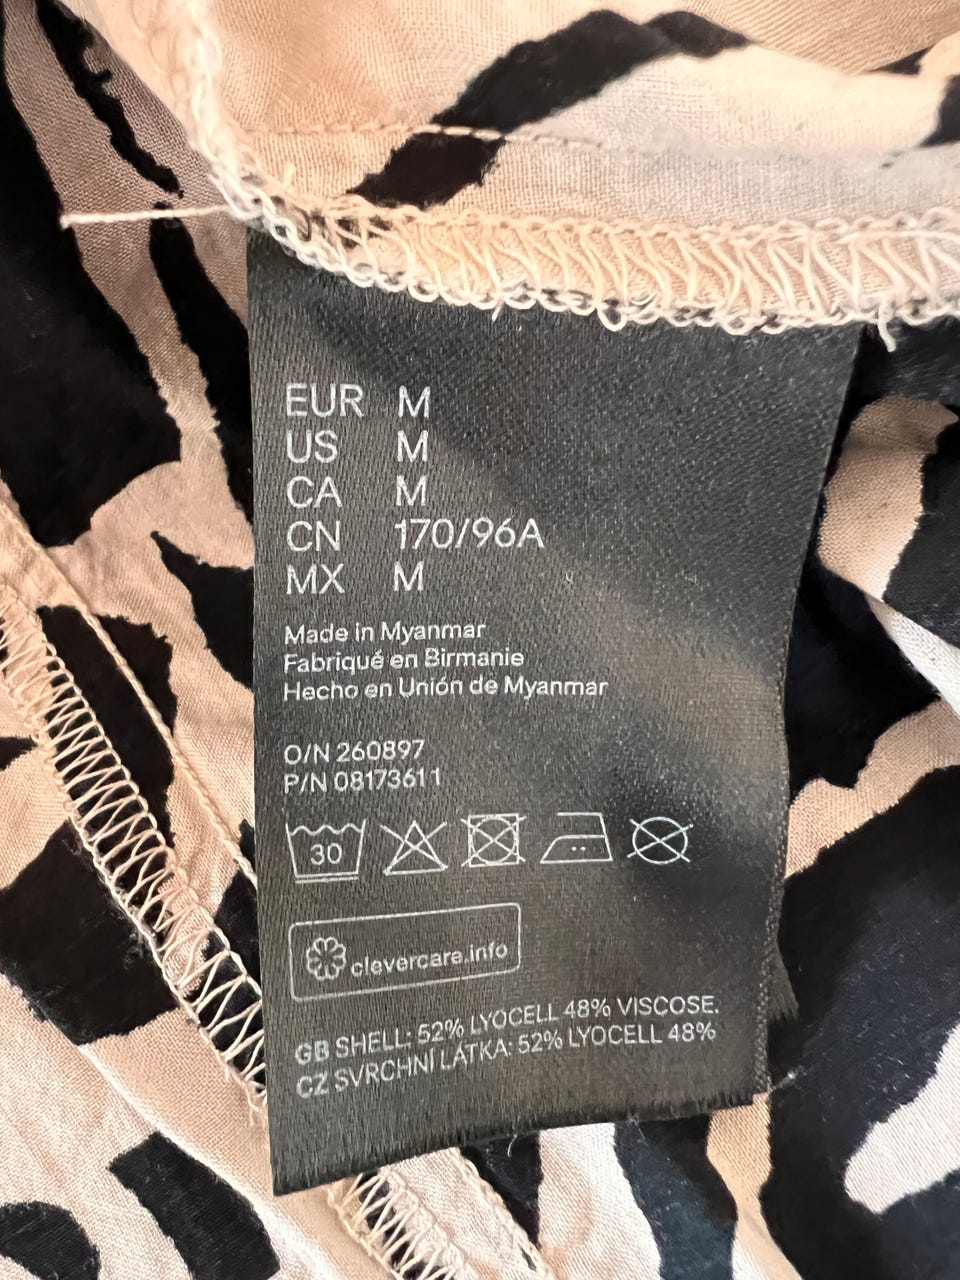 EUR M
US M
CA M
CN 170/96A
MX M
Made in Myanmar
Fabriqué en Birmanie
Hecho en Unión de Myanmar
O/N 260897
P/N 08173611
30
clevercare.info
GB SHELL: 52% LYOCELL 48% VISCOSE.
CZ SVRCHNÍ LÁTKA: 52% LYOCELL 48%